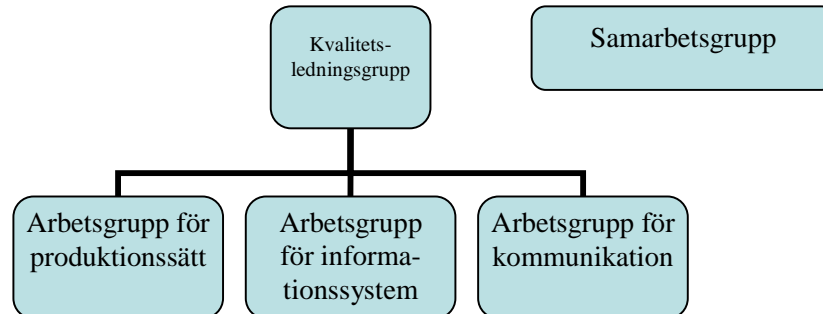 Kvalitets-
ledningsgrupp
Samarbetsgrupp
Arbetsgrupp för
produktionssätt
Arbetsgrupp
för informa-
tionssystem
Arbetsgrupp för
kommunikation